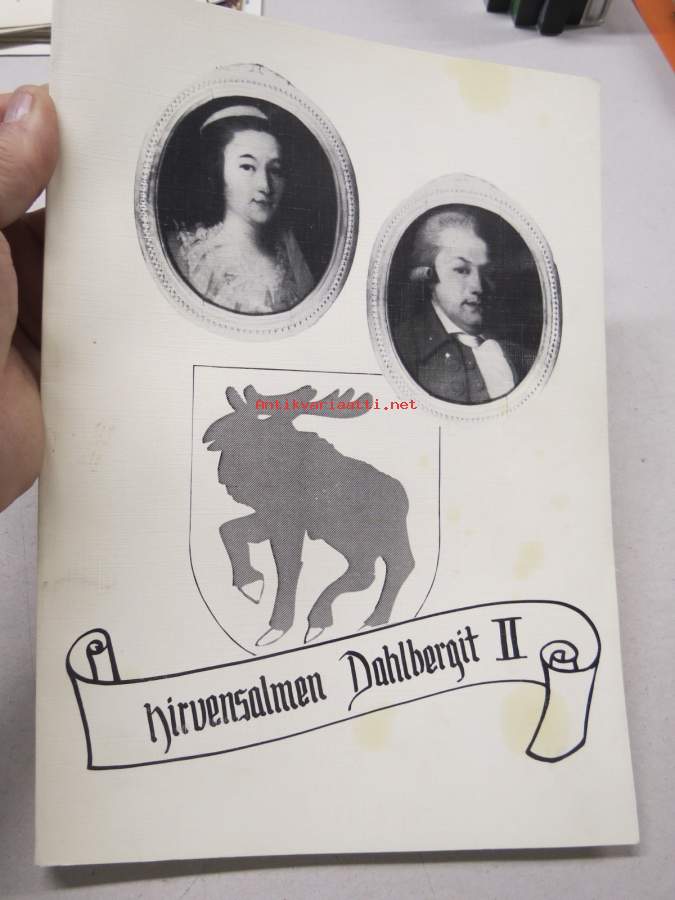 Antikvariaatti.net
Hirvensalmen Dahlbergit II